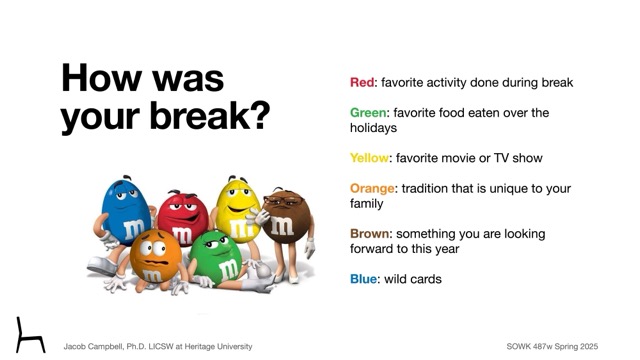 How was
your break?
Red: favorite activity done during break
Green: favorite food eaten over the
holidays
Yellow: favorite movie or TV show
Orange: tradition that is unique to your
family
Brown: something you are looking
forward to this year
Blue: wild cards
m
m
m
m
m
m
Jacob Campbell, Ph.D. LICSW at Heritage University
SOWK 487w Spring 2025